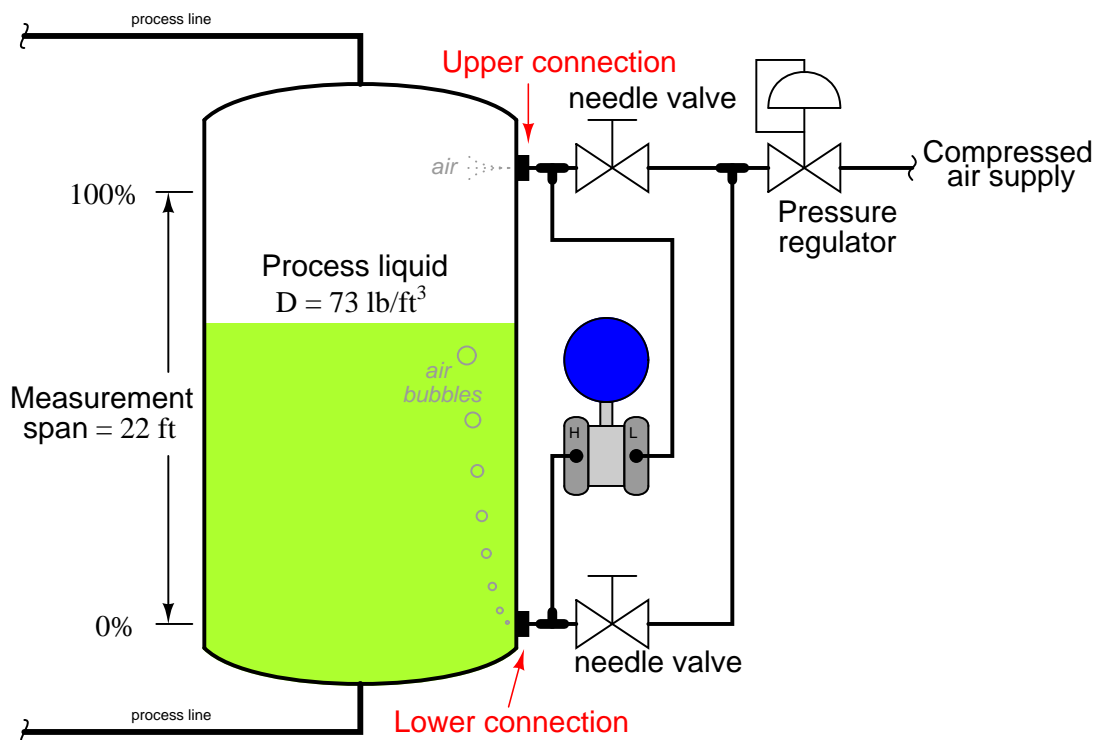 process line
Upper connection
needle valve
Compressed
air supply
Pressure
regulator
air
100%
Process liquid
D = 73 lb/ft³
air
bubbles
Measurement
span = 22 ft
H
L
0%
needle valve
process line
Lower connection